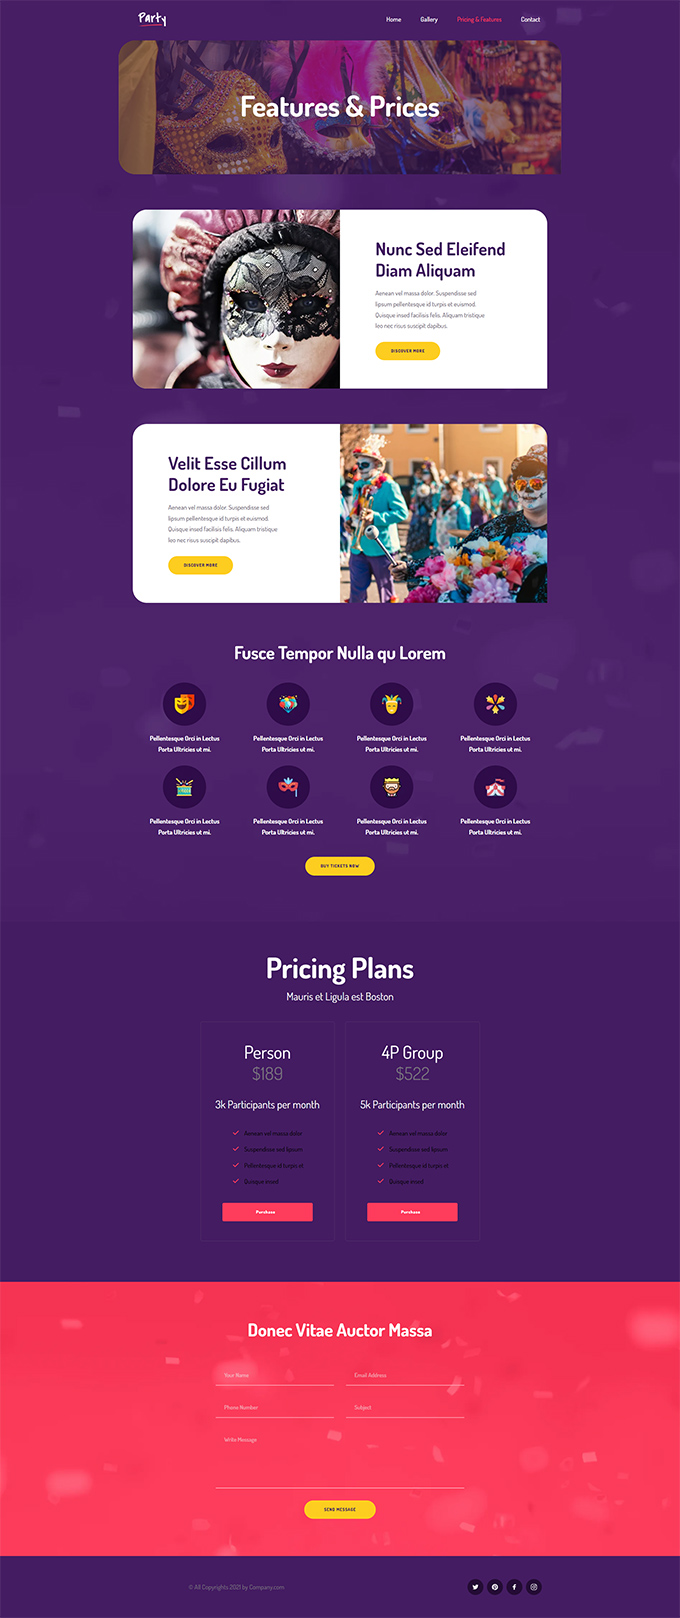 Party
Home Gallery Pricing & Features Contact
Features & Prices
Nunc Sed Eleifend
Diam Aliquam
Aenean vel massa dolor. Suspendisse sed
lipsum pellentesque id turpis et euismod.
Quisque insed facilisis felis. Aliquam tristique
leo nec risus suscipit dapibus.
DISCOVER MORE
Velit Esse Cillum
Dolore Eu Fugiat
Aenean vel massa dolor. Suspendisse sed
lipsum pellentesque id turpis et euismod.
Quisque insed facilisis felis. Aliquam tristique
leo nec risus suscipit dapibus.
DISCOVER MORE
Fusce Tempor Nulla qu Lorem
Pellentesque Orci in Lectus Pellentesque Orci in Lectus Pellentesque Orci in Lectus Pellentesque Orci in Lectus
Porta Ultricies ut mi. Porta Ultricies ut mi. Porta Ultricies ut mi. Porta Ultricies ut mi.
Pellentesque Orci in Lectus Pellentesque Orci in Lectus Pellentesque Orci in Lectus Pellentesque Orci in Lectus
Porta Ultricies ut mi. Porta Ultricies ut mi. Porta Ultricies ut mi. Porta Ultricies ut mi.
BUY TICKETS NOW
Pricing Plans
Mauris et Ligula est Boston
Person
$189
3k Participants per month
Aenean vel massa dolor
Suspendisse sed lipsum
Pellentesque id turpis et
Quisque insed
Purchase
4P Group
$522
5k Participants per month
Aenean vel massa dolor
Suspendisse sed lipsum
Pellentesque id turpis et
Quisque insed
Purchase
Donec Vitae Auctor Massa
Your Name Email Address
Phone Number Subject
Write Message
SEND MESSAGE
© All Copyrights 2021 by Company.com